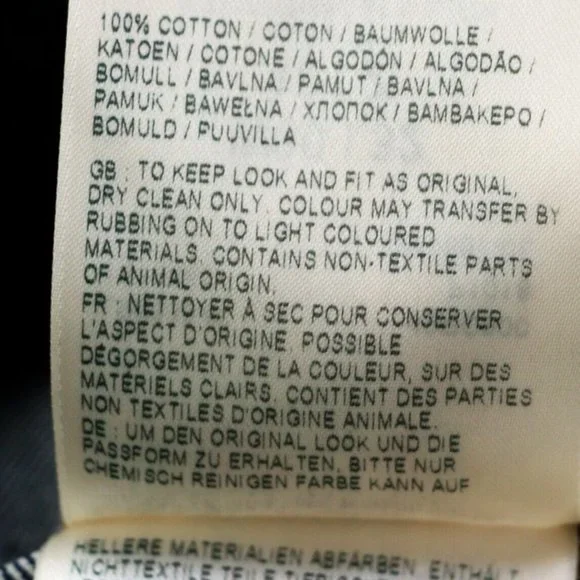 100% COTTON / COTON / BAUMWOLLE /
KATOEN / COTONE / ALGODÓN / ALGODÃO /
BOMULL / BAVLNA / PAMUT / BAVLNA /
PAMUK / BAWEŁNA / ХЛОПОК / ΒΑΜΒΑΚΕΡΟ /
BOMULD / PUUVILLA
GB : TO KEEP LOOK AND FIT AS ORIGINAL,
DRY CLEAN ONLY. COLOUR MAY TRANSFER BY
RUBBING ON TO LIGHT COLOURED
MATERIALS. CONTAINS NON-TEXTILE PARTS
OF ANIMAL ORIGIN.
FR : NETTOYER À SEC POUR CONSERVER
L'ASPECT D'ORIGINE. POSSIBLE
DÉGORGEMENT DE LA COULEUR, SUR DES
MATÉRIELS CLAIRS. CONTIENT DES PARTIES
NON TEXTILES D'ORIGINE ANIMALE.
DE : UM DEN ORIGINAL LOOK UND DIE
PASSFORM ZU ERHALTEN, BITTE NUR
CHEMISCH REINIGEN FARBE KANN AUF
HELLERE MATERIALIEN ABFÄRBEN. ENTHÄLT
NICHTTEXTILE TEILE